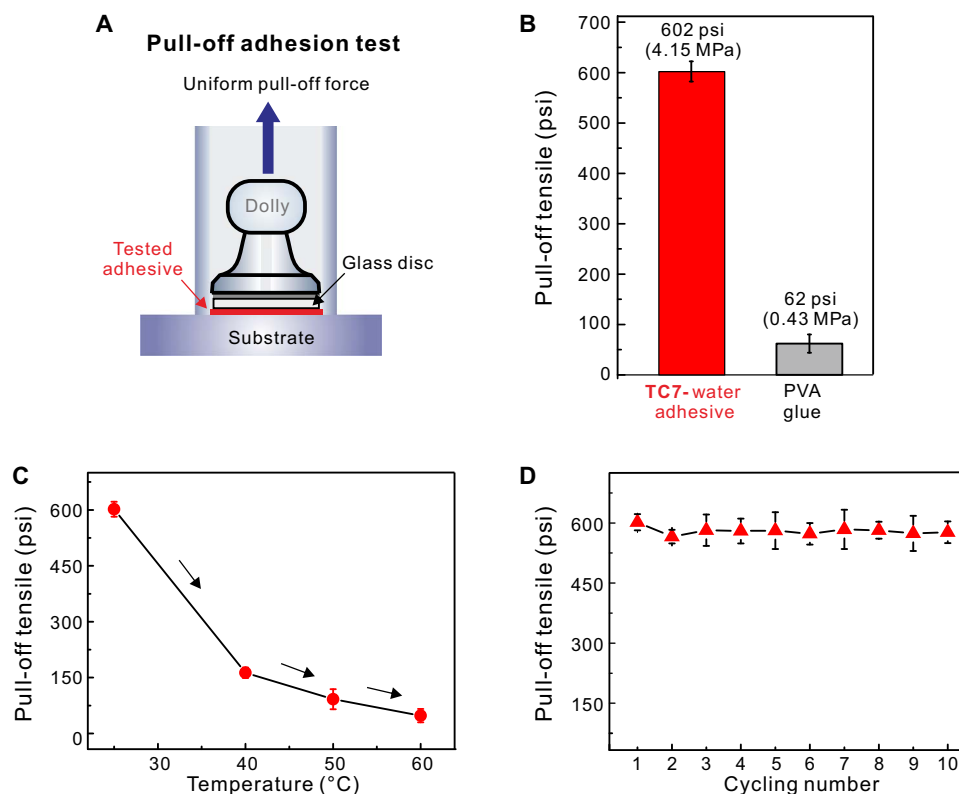 A
Pull-off adhesion test
Uniform pull-off force
Dolly
Tested
adhesive
Glass disc
Substrate
B
Pull-off tensile (psi)
700
600
500
400
300
200
100
0
602 psi
(4.15 MPa)
62 psi
(0.43 MPa)
TC7-water
adhesive
PVA
glue
C
Pull-off tensile (psi)
600
450
300
150
0
30
40
50
60
Temperature (°C)
D
Pull-off tensile (psi)
600
450
300
150
1
2
3
4
5
6
7
8
9
10
Cycling number